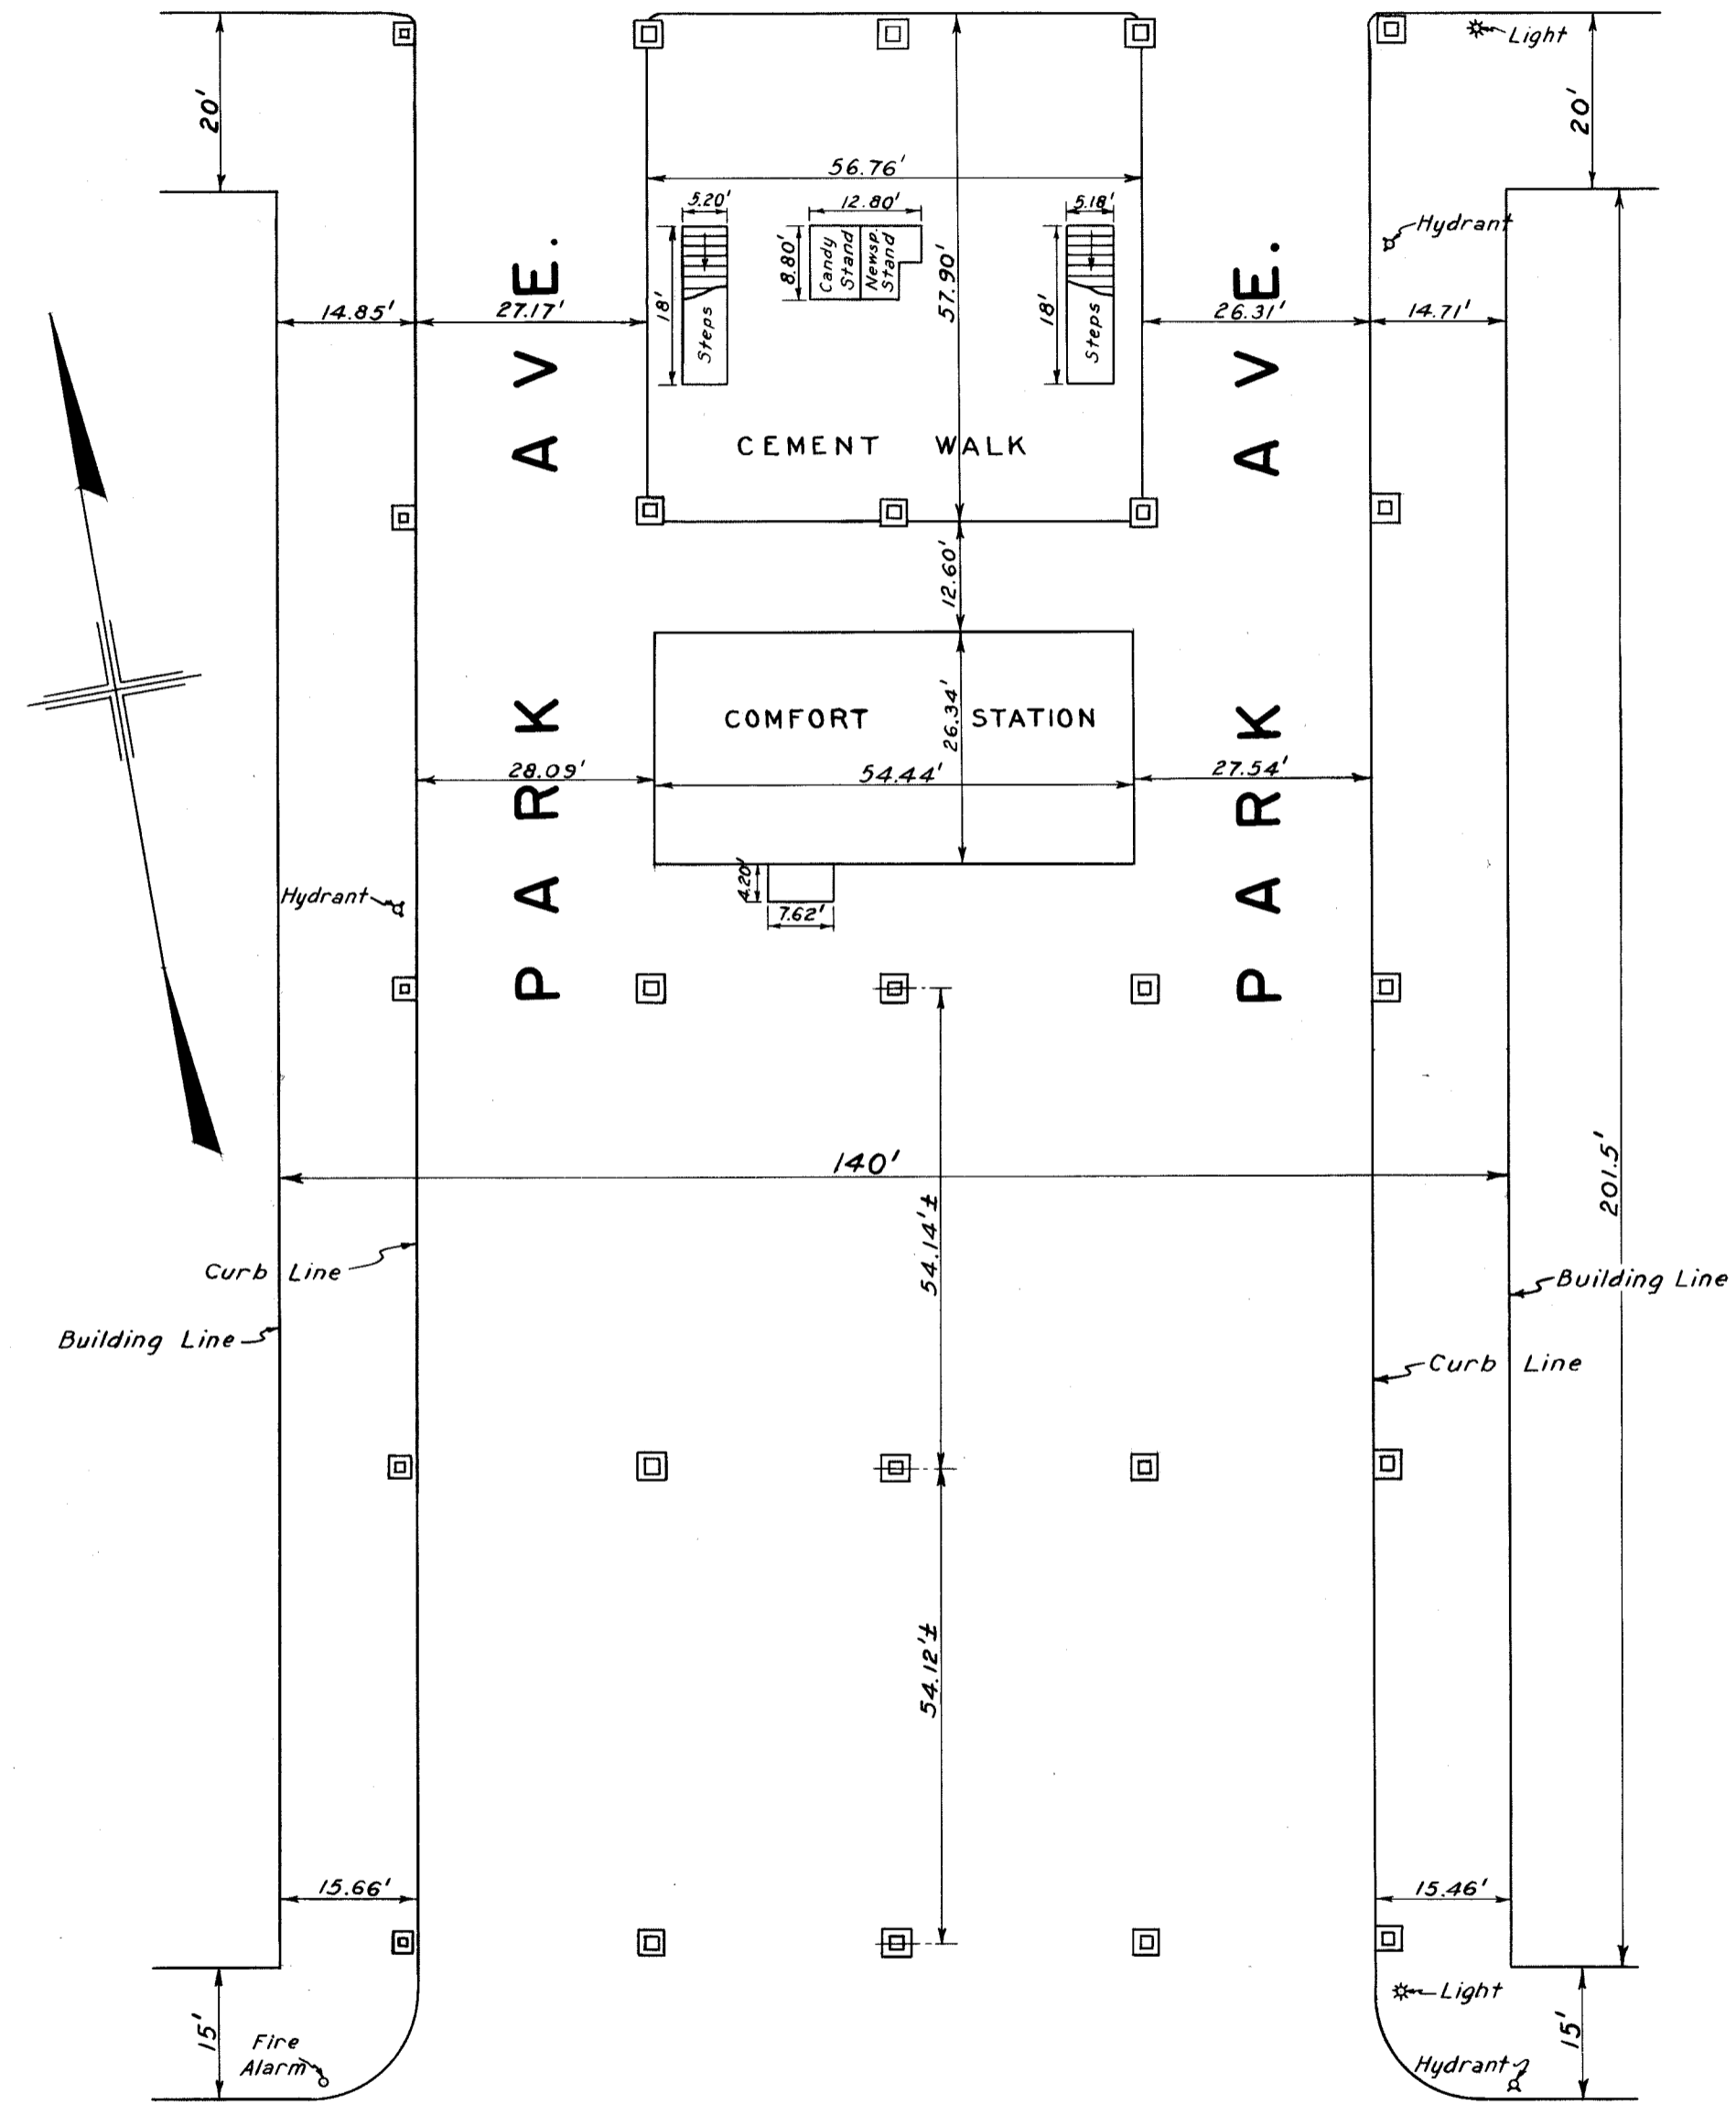 Light
20'
20'
56.76'
5.20'
12.80'
5.18'
Hydrant
8.80'
Candy
Stand
Newsp.
Stand
57.90'
18'
Steps
18'
Steps
14.85'
27.17'
26.31'
14.71'
CEMENT WALK
12.60'
PARK AVE.
PARK AVE.
COMFORT STATION
26.34'
28.09'
54.44'
27.54'
Hydrant
4.20'
7.62'
140'
201.5'
54.14'±
Curb Line
Building Line
Building Line
Curb Line
54.12'±
15.66'
15.46'
Light
15'
15'
Fire
Alarm
Hydrant